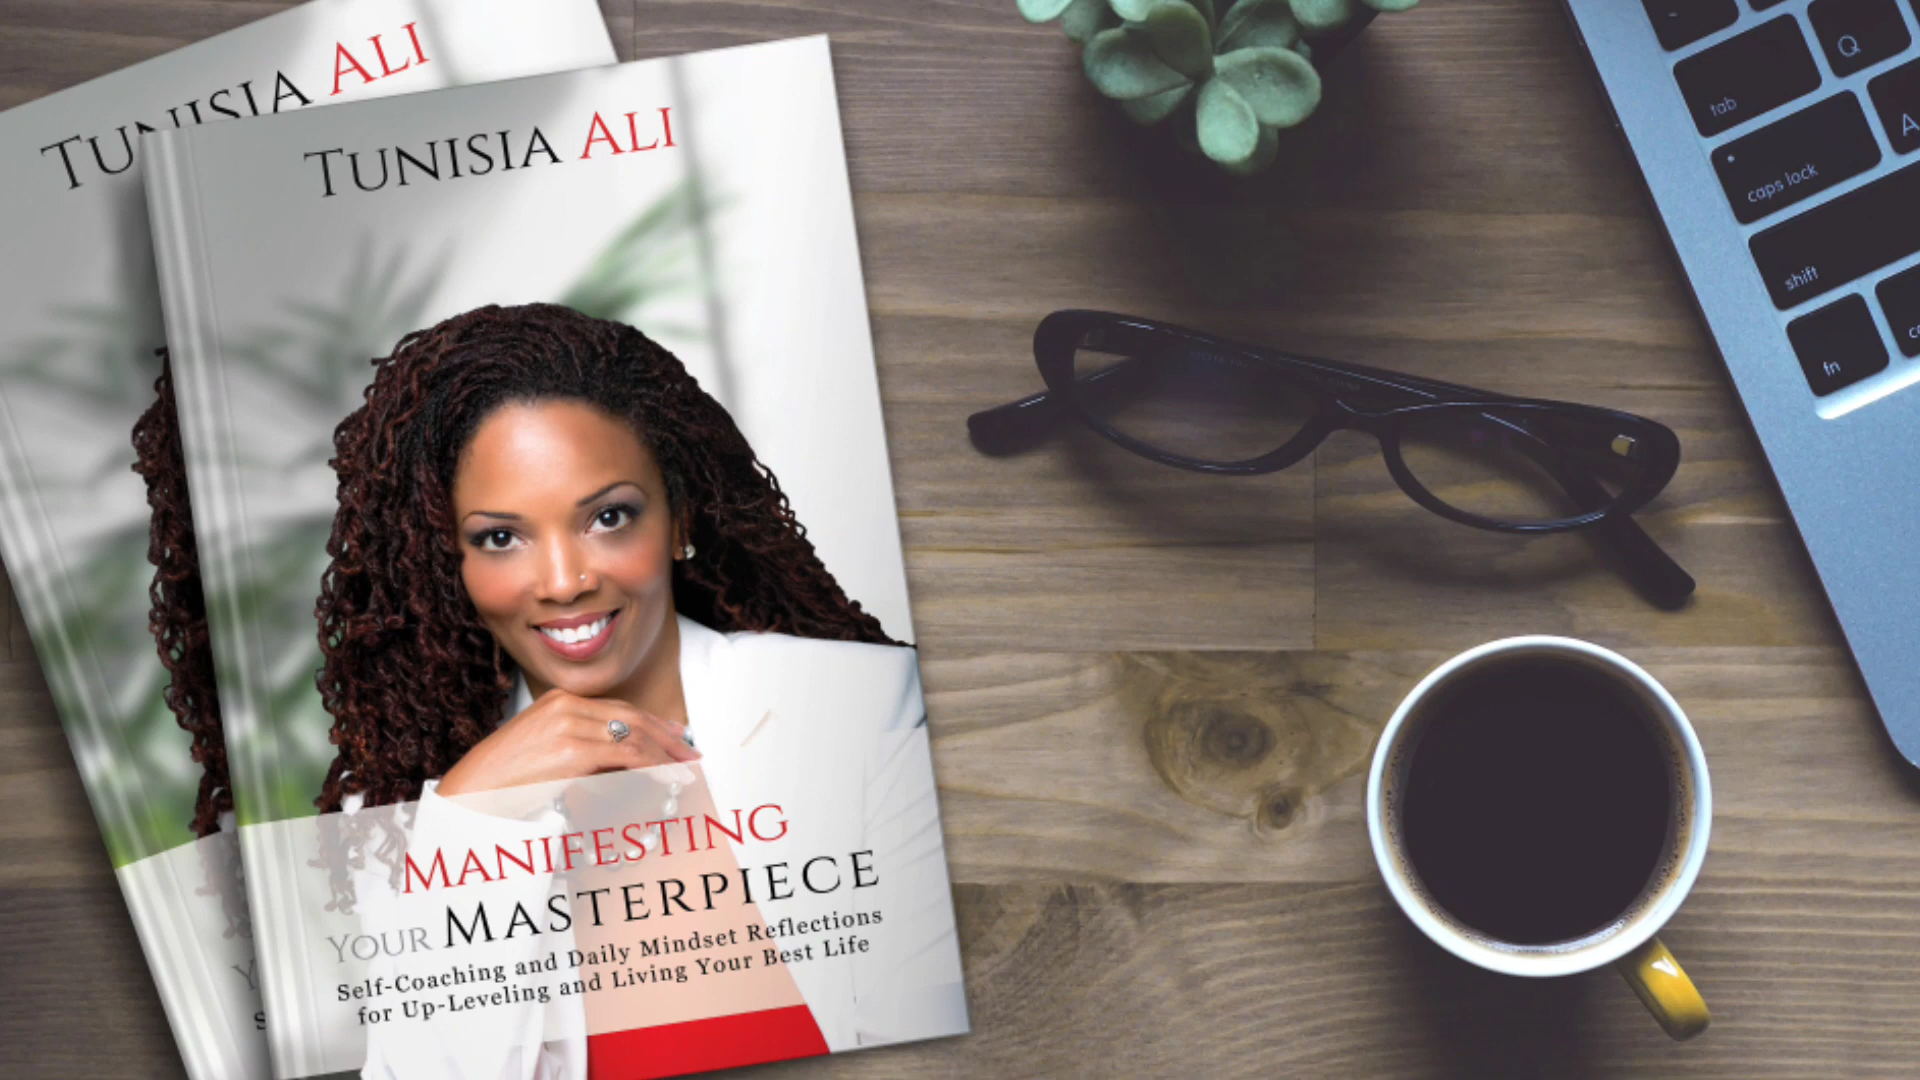 TUNISIA ALI
TUNISIA ALI
MANIFESTING
YOUR MASTERPIECE
Self-Coaching and Daily Mindset Reflections
for Up-Leveling and Living Your Best Life
Q
tab
A
caps lock
shift
fn